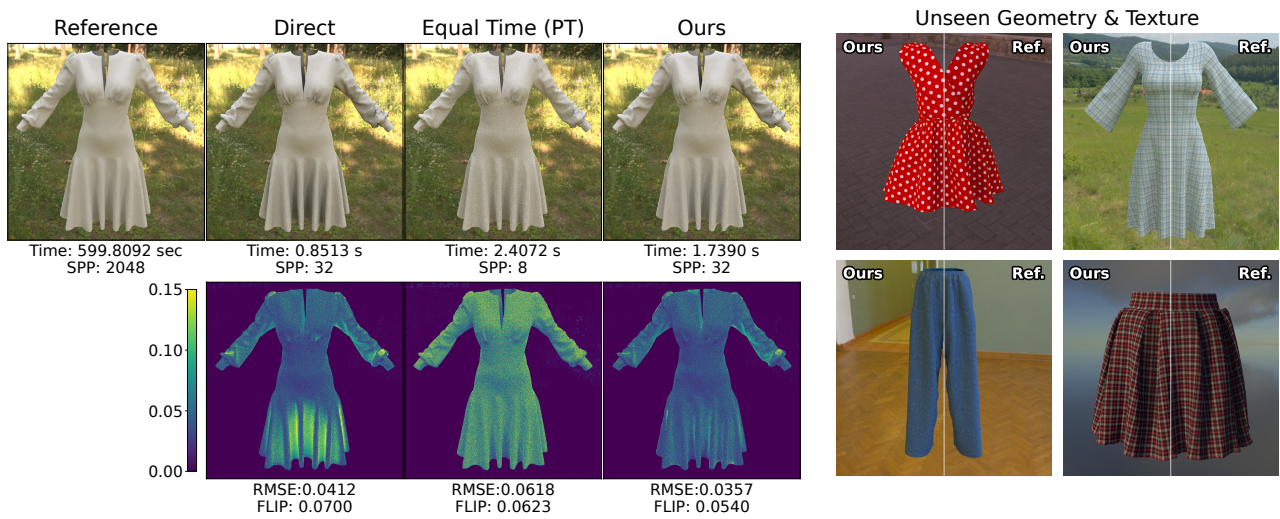 Reference
Direct
Equal Time (PT)
Ours
Time: 599.8092 sec
SPP: 2048
Time: 0.8513 s
SPP: 32
Time: 2.4072 s
SPP: 8
Time: 1.7390 s
SPP: 32
0.15
0.10
0.05
0.00
RMSE:0.0412
FLIP: 0.0700
RMSE:0.0618
FLIP: 0.0623
RMSE:0.0357
FLIP: 0.0540
Unseen Geometry & Texture
Ours
Ref.
Ours
Ref.
Ours
Ref.
Ours
Ref.